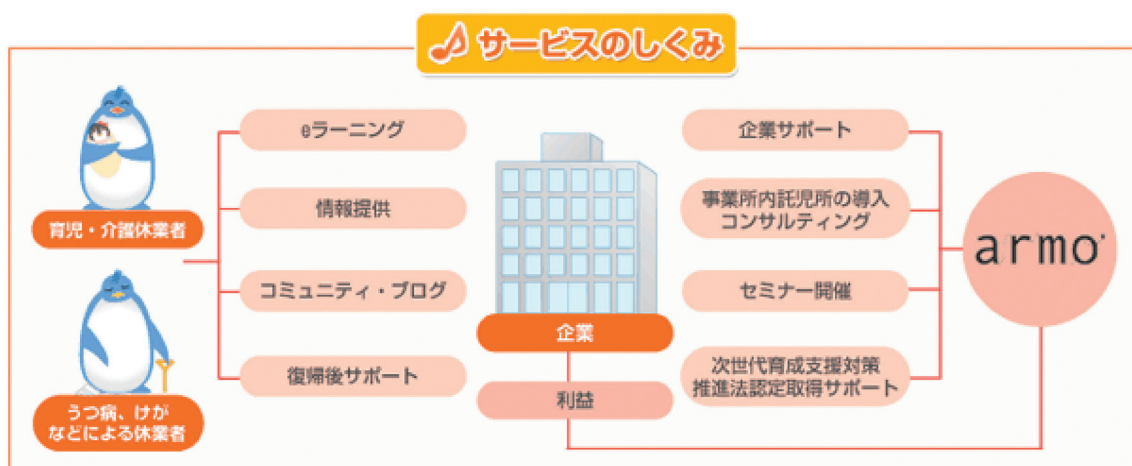 サービスのしくみ
育児・介護休業者
うつ病、けが
などによる休業者
eラーニング
情報提供
コミュニティ・ブログ
復帰後サポート
企業
利益
企業サポート
事業所内託児所の導入
コンサルティング
セミナー開催
次世代育成支援対策
推進法認定取得サポート
armo